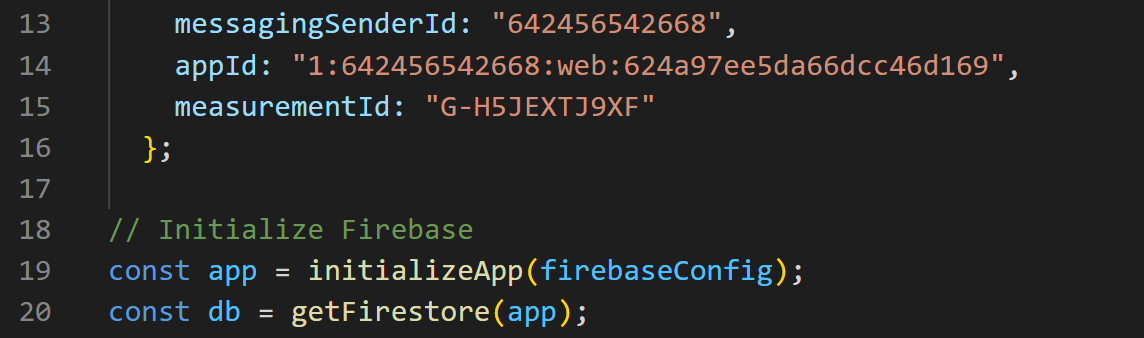 13 messagingSenderId: "642456542668",
14 appId: "1:642456542668:web:624a97ee5da66dcc46d169",
15 measurementId: "G-H5JEXTJ9XF"
16 };
17
18 // Initialize Firebase
19 const app = initializeApp(firebaseConfig);
20 const db = getFirestore(app);